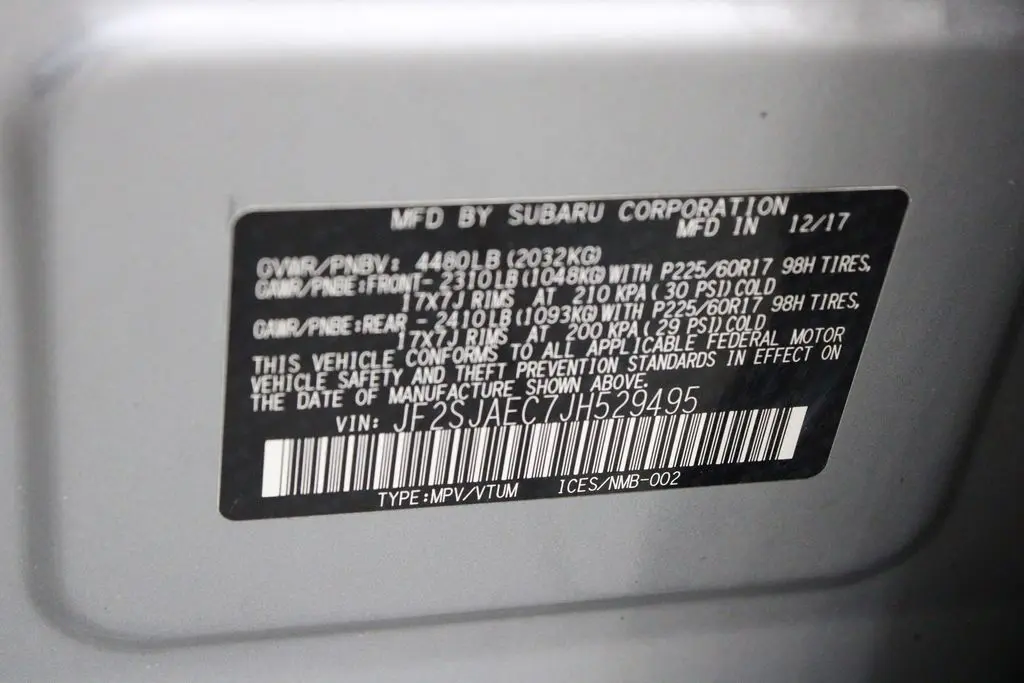 MFD BY SUBARU CORPORATION
MFD IN 12/17
GVWR/PNBV: 4480LB (2032KG)
GAWR/PNBE:FRONT- 2310LB (1048KG) WITH P225/60R17 98H TIRES,
17X7J RIMS AT 210 KPA ( 30 PSI) COLD
GAWR/PNBE:REAR - 2410LB (1093KG) WITH P225/60R17 98H TIRES,
17X7J RIMS AT 200 KPA ( 29 PSI) COLD
THIS VEHICLE CONFORMS TO ALL APPLICABLE FEDERAL MOTOR
VEHICLE SAFETY AND THEFT PREVENTION STANDARDS IN EFFECT ON
THE DATE OF MANUFACTURE SHOWN ABOVE.
VIN: JF2SJAEC7JH529495
TYPE:MPV/VTUM ICES/NMB-002